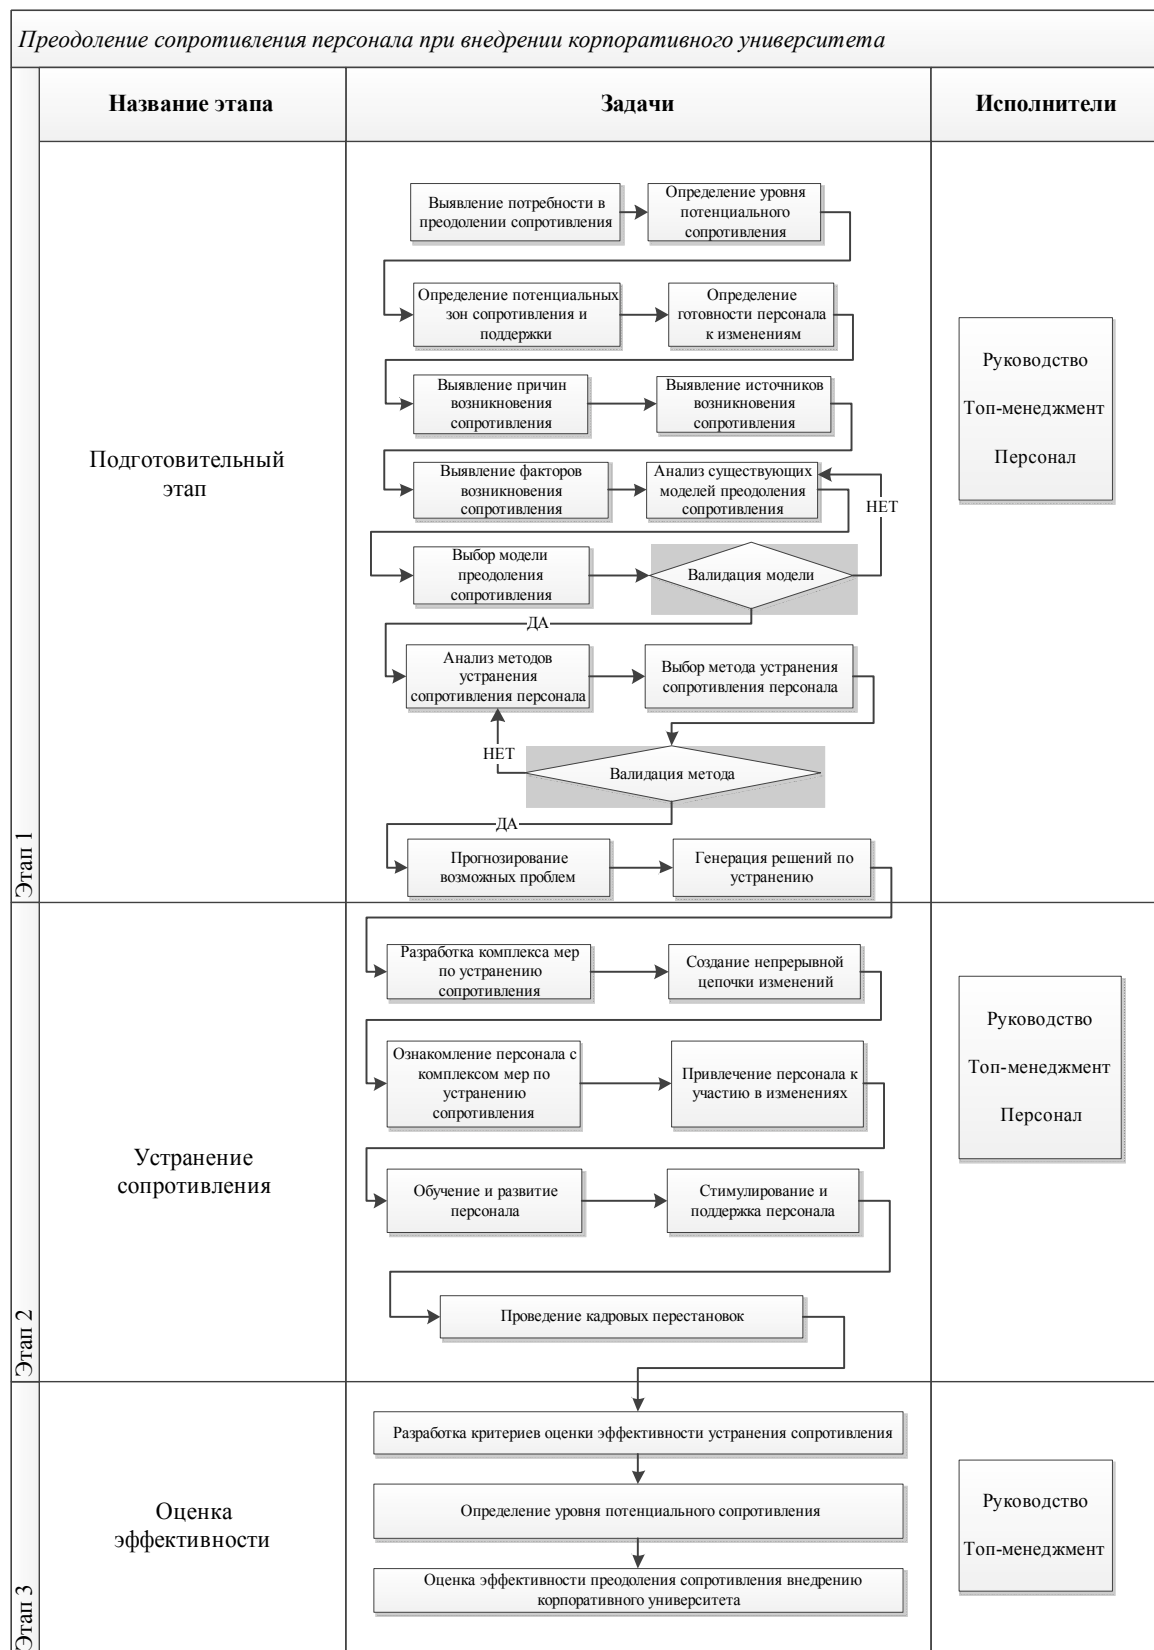 Преодоление сопротивления персонала при внедрении корпоративного университета
Название этапа
Задачи
Исполнители
Этап 1
Подготовительный
этап
Выявление потребности в
преодолении сопротивления
Определение уровня
потенциального
сопротивления
Определение потенциальных
зон сопротивления и
поддержки
Определение
готовности персонала
к изменениям
Выявление причин
возникновения
сопротивления
Выявление источников
возникновения
сопротивления
Выявление факторов
возникновения
сопротивления
Анализ существующих
моделей преодоления
сопротивления
НЕТ
Выбор модели
преодоления
сопротивления
Валидация модели
ДА
Анализ методов
устранения
сопротивления персонала
Выбор метода устранения
сопротивления персонала
НЕТ
Валидация метода
ДА
Прогнозирование
возможных проблем
Генерация решений по
устранению
Руководство
Топ-менеджмент
Персонал
Этап 2
Устранение
сопротивления
Разработка комплекса мер
по устранению
сопротивления
Создание непрерывной
цепочки изменений
Ознакомление персонала с
комплексом мер по
устранению
сопротивления
Привлечение персонала к
участию в изменениях
Обучение и развитие
персонала
Стимулирование и
поддержка персонала
Проведение кадровых перестановок
Руководство
Топ-менеджмент
Персонал
Этап 3
Оценка
эффективности
Разработка критериев оценки эффективности устранения сопротивления
Определение уровня потенциального сопротивления
Оценка эффективности преодоления сопротивления внедрению
корпоративного университета
Руководство
Топ-менеджмент